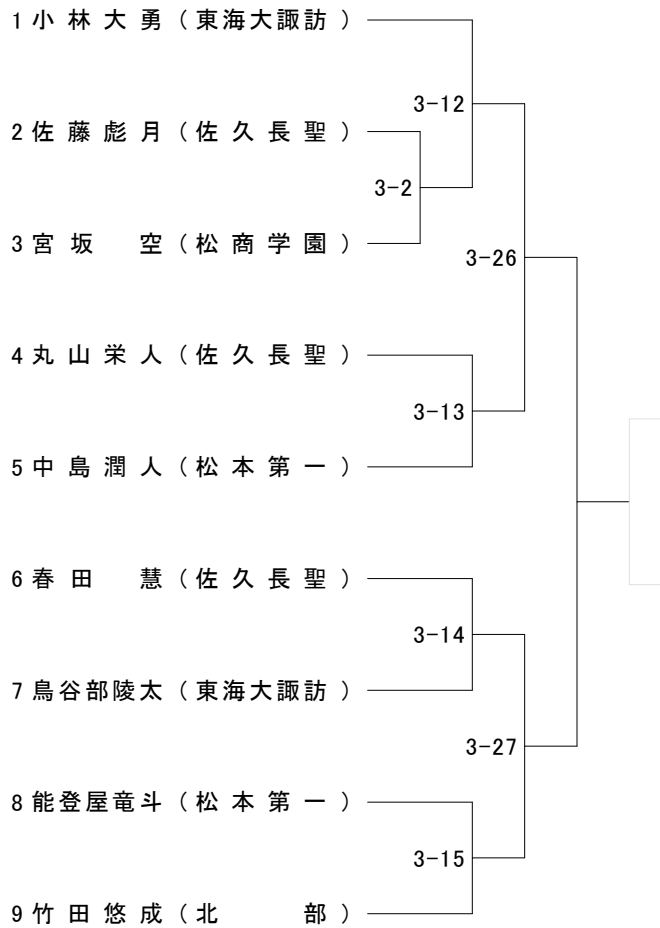 1 小林大勇 (東海大諏訪)
3-12
2 佐藤彪月 (佐久長聖)
3-2
3 宮坂 空 (松商学園)
3-26
4 丸山栄人 (佐久長聖)
3-13
5 中島潤人 (松本第一)
6 春田 慧 (佐久長聖)
3-14
7 鳥谷部陵太 (東海大諏訪)
3-27
8 能登屋竜斗 (松本第一)
3-15
9 竹田悠成 (北 部)